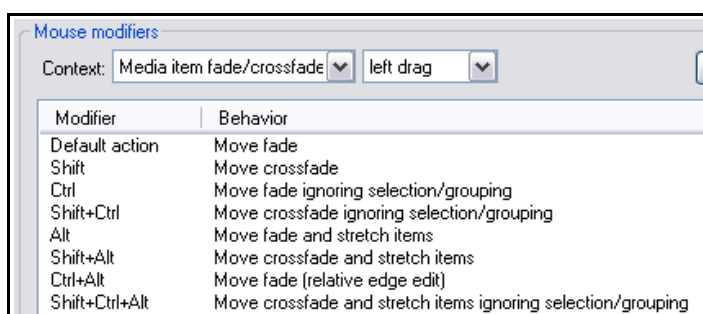 Mouse modifiers
Context: Media item fade/crossfade left drag
Modifier Behavior
Default action Move fade
Shift Move crossfade
Ctrl Move fade ignoring selection/grouping
Shift+Ctrl Move crossfade ignoring selection/grouping
Alt Move fade and stretch items
Shift+Alt Move crossfade and stretch items
Ctrl+Alt Move fade (relative edge edit)
Shift+Ctrl+Alt Move crossfade and stretch items ignoring selection/grouping